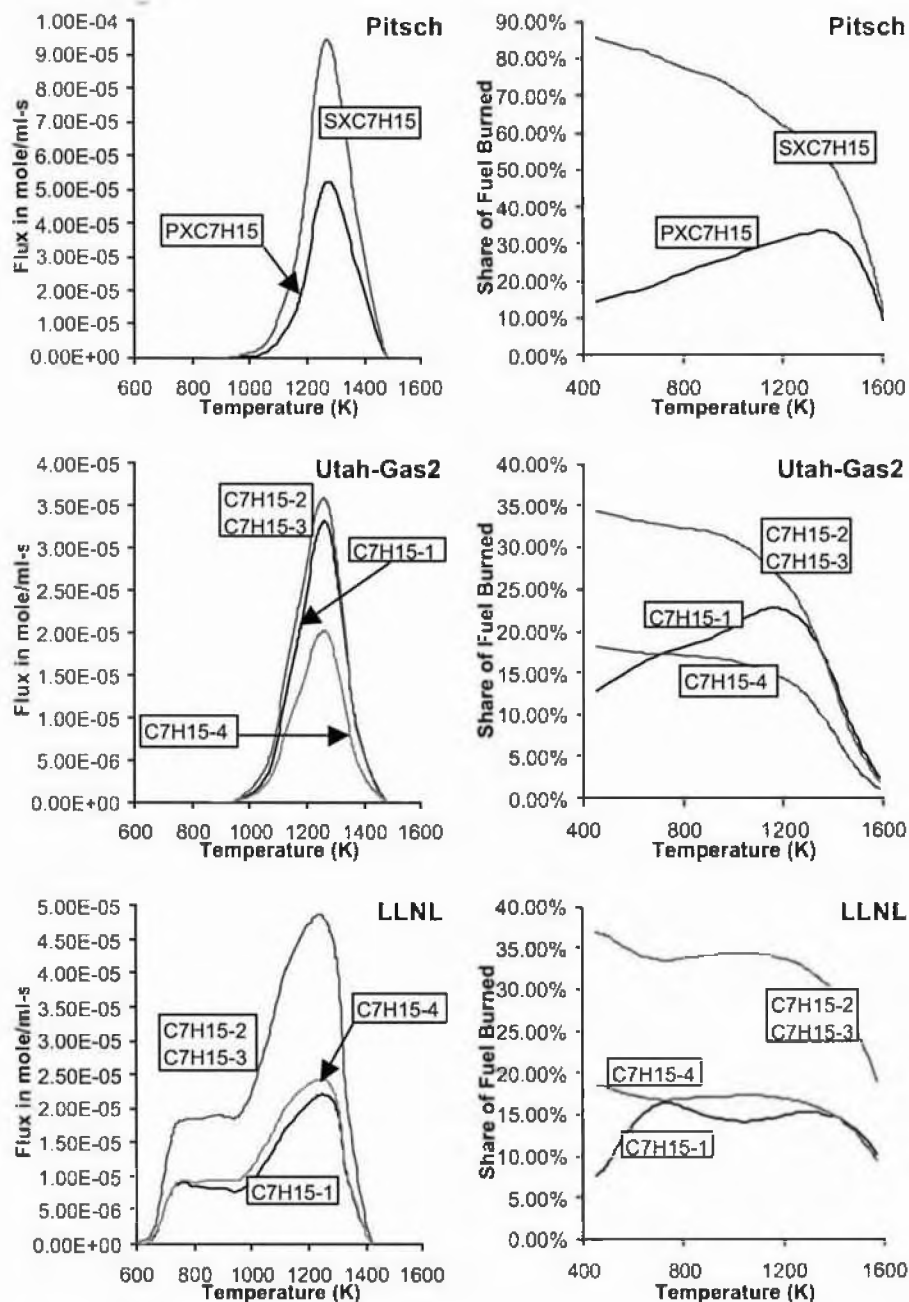 Pitsch
Flux in mole/ml-s
1.00E-04
9.00E-05
8.00E-05
7.00E-05
6.00E-05
5.00E-05
4.00E-05
3.00E-05
2.00E-05
1.00E-05
0.00E+00
SXC7H15
PXC7H15
600 800 1000 1200 1400 1600
Temperature (K)
Pitsch
Share of Fuel Burned
90.00%
80.00%
70.00%
60.00%
50.00%
40.00%
30.00%
20.00%
10.00%
0.00%
SXC7H15
PXC7H15
400 800 1200 1600
Temperature (K)
Utah-Gas2
Flux in mole/ml-s
4.00E-05
3.50E-05
3.00E-05
2.50E-05
2.00E-05
1.50E-05
1.00E-05
5.00E-06
0.00E+00
C7H15-2
C7H15-3
C7H15-1
C7H15-4
600 800 1000 1200 1400 1600
Temperature (K)
Utah-Gas2
Share of Fuel Burned
40.00%
35.00%
30.00%
25.00%
20.00%
15.00%
10.00%
5.00%
0.00%
C7H15-2
C7H15-3
C7H15-1
C7H15-4
400 800 1200 1600
Temperature (K)
LLNL
Flux in mole/ml-s
5.00E-05
4.50E-05
4.00E-05
3.50E-05
3.00E-05
2.50E-05
2.00E-05
1.50E-05
1.00E-05
5.00E-06
0.00E+00
C7H15-2
C7H15-3
C7H15-4
C7H15-1
600 800 1000 1200 1400 1600
Temperature (K)
LLNL
Share of Fuel Burned
40.00%
35.00%
30.00%
25.00%
20.00%
15.00%
10.00%
5.00%
0.00%
C7H15-2
C7H15-3
C7H15-4
C7H15-1
400 800 1200 1600
Temperature (K)